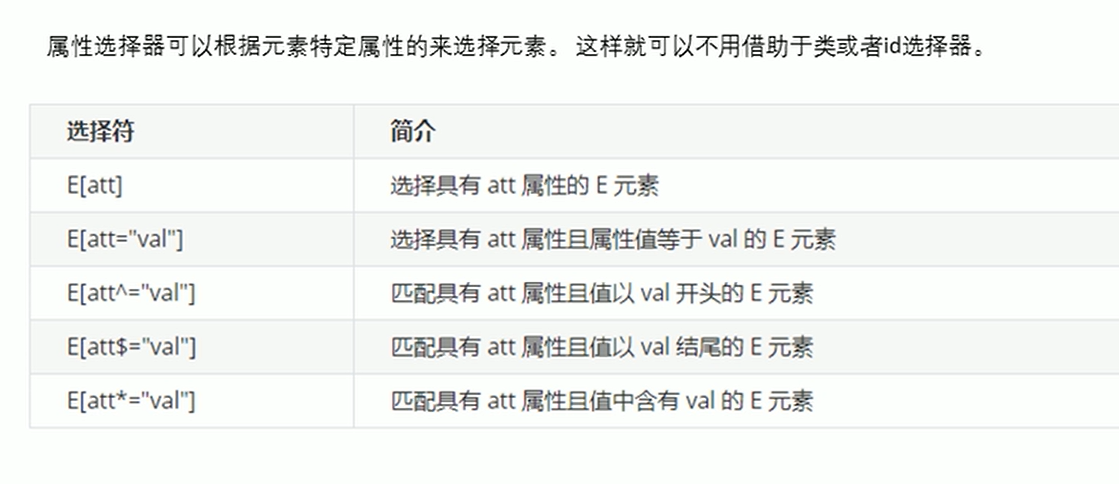 属性选择器可以根据元素特定属性的来选择元素。 这样就可以不用借助于类或者id选择器。
选择符 简介
E[att] 选择具有 att 属性的 E 元素
E[att="val"] 选择具有 att 属性且属性值等于 val 的 E 元素
E[att^="val"] 匹配具有 att 属性且值以 val 开头的 E 元素
E[att$="val"] 匹配具有 att 属性且值以 val 结尾的 E 元素
E[att*="val"] 匹配具有 att 属性且值中含有 val 的 E 元素